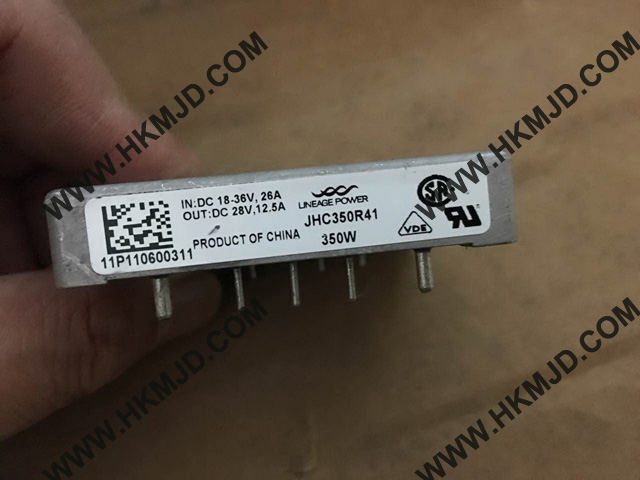 IN:DC 18-36V, 26A
OUT:DC 28V,12.5A
LINEAGE POWER
JHC350R41
PRODUCT OF CHINA
350W
11P110600311
VDE
WWW.HKMJD.COM
WWW.HKMJD.COM
WWW.HKMJD.COM
WWW.HKMJD.COM
WWW.HKMJD.COM
WWW.HKMJD.COM